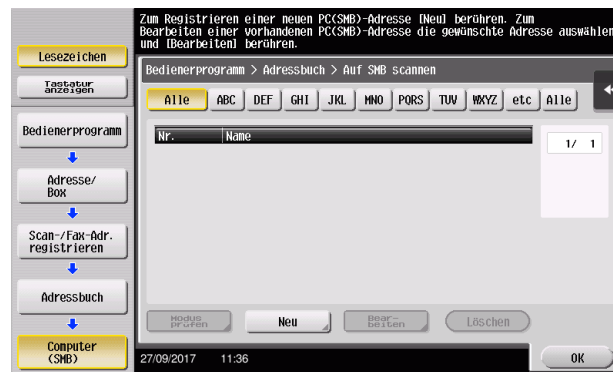 Zum Registrieren einer neuen PC(SMB)-Adresse [Neu] berühren. Zum
Bearbeiten einer vorhandenen PC(SMB)-Adresse die gewünschte Adresse auswählen
und [Bearbeiten] berühren.
Lesezeichen
Tastatur
anzeigen
Bedienerprogramm
Adresse/
Box
Scan-/Fax-Adr.
registrieren
Adressbuch
Computer
(SMB)
Bedienerprogramm > Adressbuch > Auf SMB scannen
Alle ABC DEF GHI JKL MNO PQRS TUV WXYZ etc Alle
Nr. Name
1/ 1
Modus
prüfen
Neu
Bear-
beiten
Löschen
27/09/2017 11:36
OK